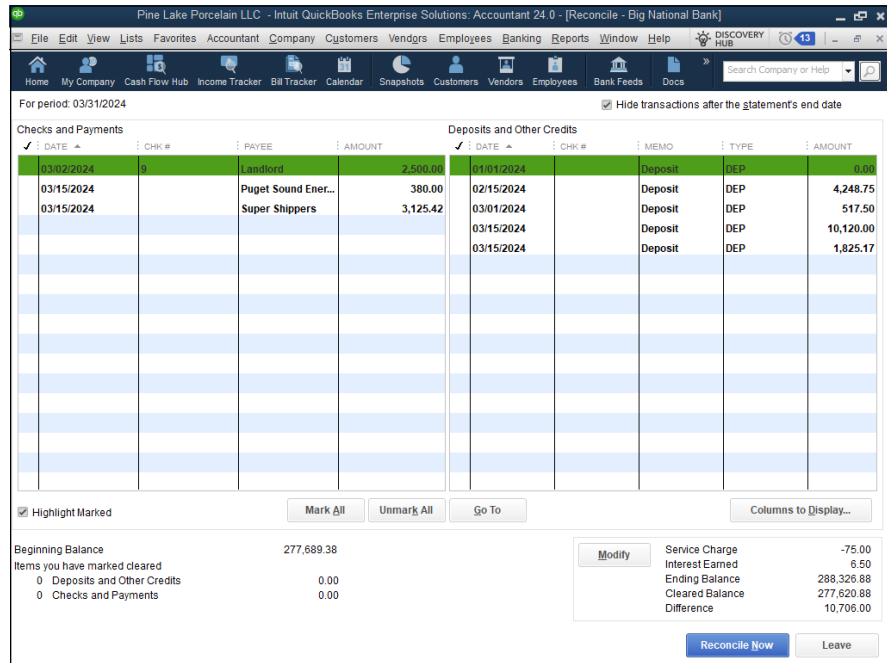 qb Pine Lake Porcelain LLC - Intuit QuickBooks Enterprise Solutions: Accountant 24.0 - [Reconcile - Big National Bank]
File Edit View Lists Favorites Accountant Company Customers Vendors Employees Banking Reports Window Help DISCOVERY HUB 13
Home My Company Cash Flow Hub Income Tracker Bill Tracker Calendar Snapshots Customers Vendors Employees Bank Feeds Docs » Search Company or Help
31
For period: 03/31/2024 Hide transactions after the statement's end date
Checks and Payments Deposits and Other Credits
✓ DATE CHK # PAYEE AMOUNT ✓ DATE CHK # MEMO TYPE AMOUNT
03/02/2024 9 Landlord 2,500.00 01/01/2024 Deposit DEP 0.00
03/15/2024 Puget Sound Ener... 380.00 02/15/2024 Deposit DEP 4,248.75
03/15/2024 Super Shippers 3,125.42 03/01/2024 Deposit DEP 517.50
03/15/2024 Deposit DEP 10,120.00
03/15/2024 Deposit DEP 1,825.17
Highlight Marked Mark All Unmark All Go To Columns to Display...
Beginning Balance 277,689.38
Items you have marked cleared
0 Deposits and Other Credits 0.00
0 Checks and Payments 0.00
Modify
Service Charge -75.00
Interest Earned 6.50
Ending Balance 288,326.88
Cleared Balance 277,620.88
Difference 10,706.00
Reconcile Now Leave